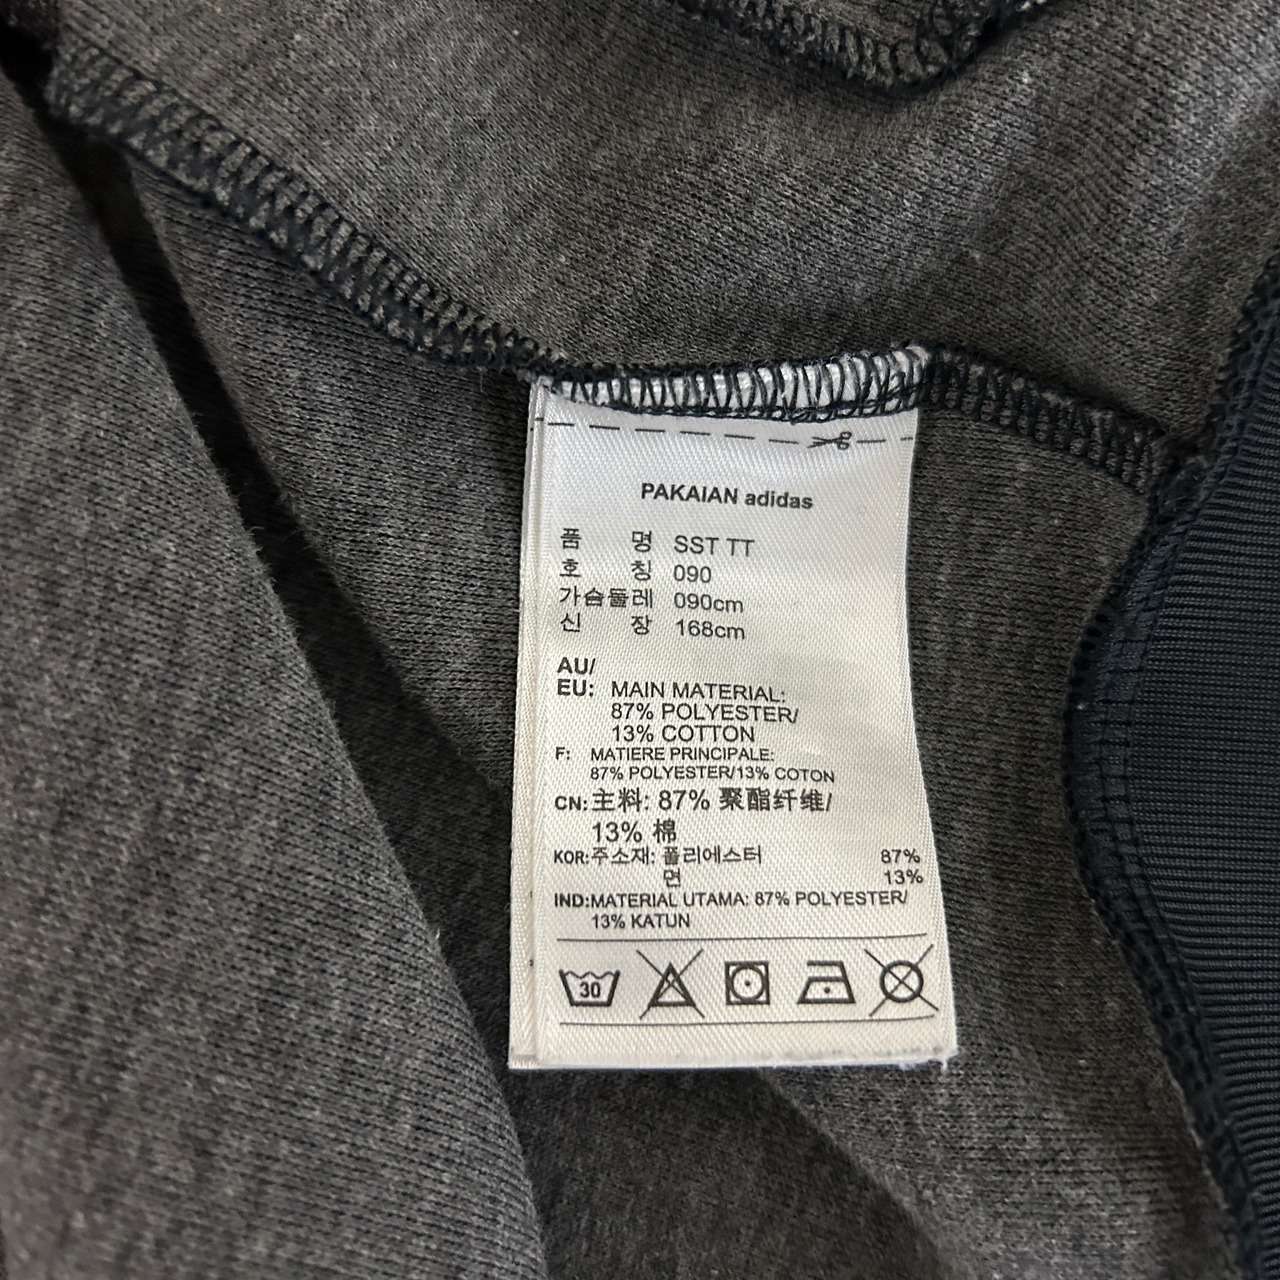 PAKAIAN adidas
품 명 SST TT
호 칭 090
가슴둘레 090cm
신 장 168cm
AU/
EU: MAIN MATERIAL:
87% POLYESTER/
13% COTTON
F: MATIERE PRINCIPALE:
87% POLYESTER/13% COTON
CN: 主料: 87% 聚酯纤维/
13% 棉
KOR: 주소재: 폴리에스터 87%
면 13%
IND: MATERIAL UTAMA: 87% POLYESTER/
13% KATUN
30